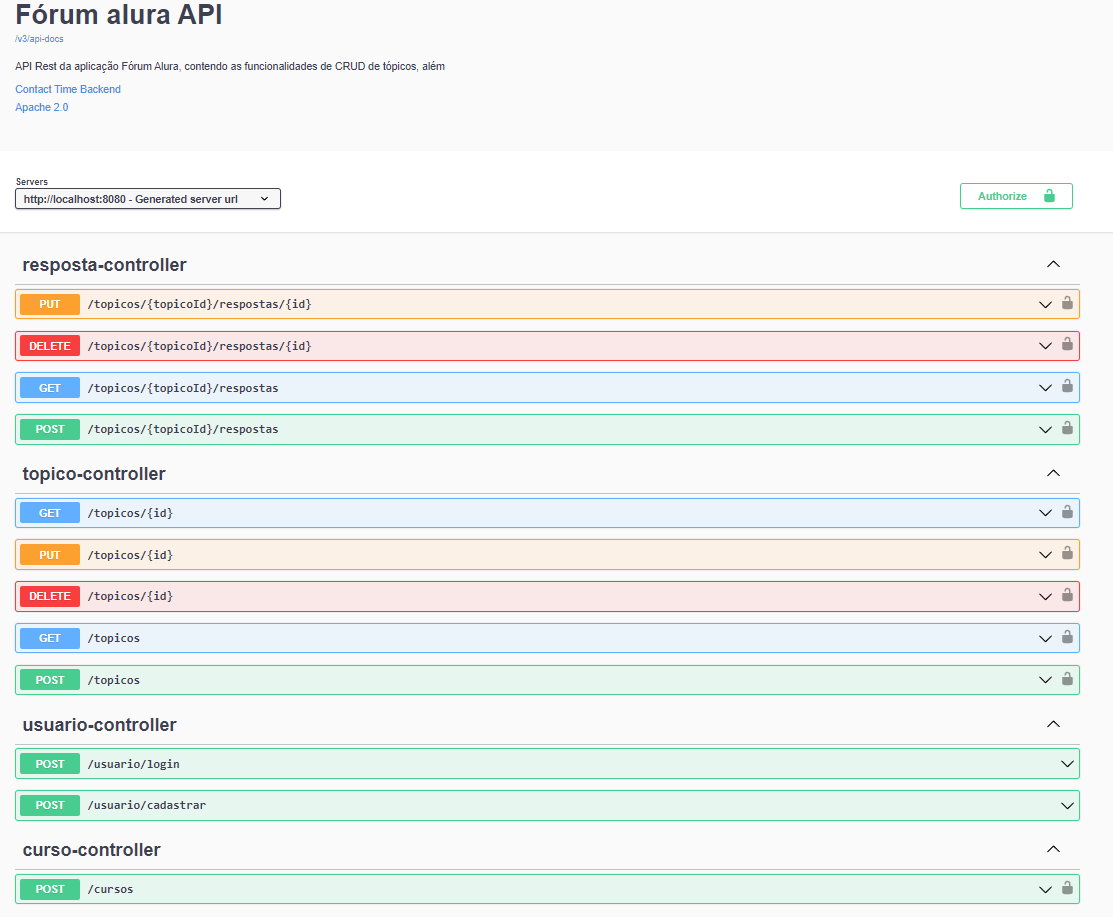 Fórum alura API
/v3/api-docs
API Rest da aplicação Fórum Alura, contendo as funcionalidades de CRUD de tópicos, além
Contact Time Backend
Apache 2.0
Servers
http://localhost:8080 - Generated server url
Authorize
resposta-controller
PUT /topicos/{topicoId}/respostas/{id}
DELETE /topicos/{topicoId}/respostas/{id}
GET /topicos/{topicoId}/respostas
POST /topicos/{topicoId}/respostas
topico-controller
GET /topicos/{id}
PUT /topicos/{id}
DELETE /topicos/{id}
GET /topicos
POST /topicos
usuario-controller
POST /usuario/login
POST /usuario/cadastrar
curso-controller
POST /cursos